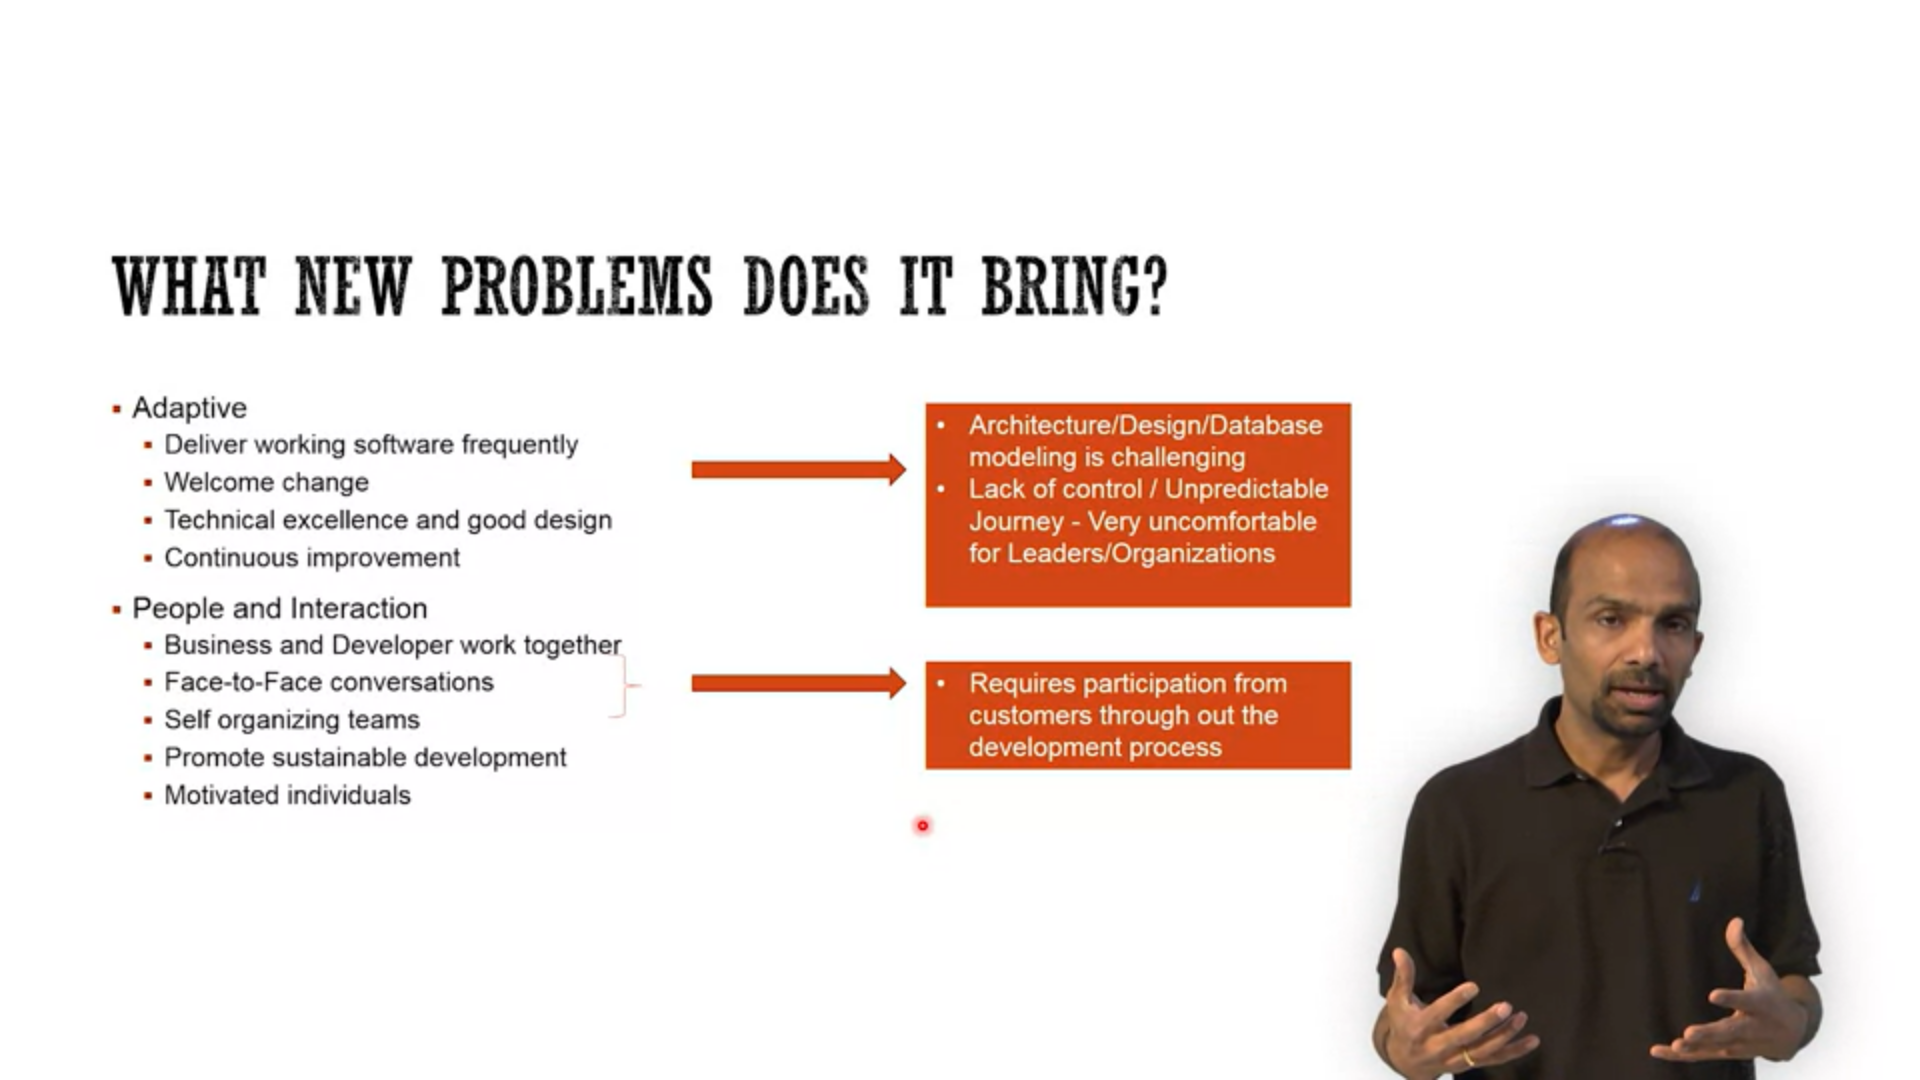 WHAT NEW PROBLEMS DOES IT BRING?
Adaptive
Deliver working software frequently
Welcome change
Technical excellence and good design
Continuous improvement
People and Interaction
Business and Developer work together
Face-to-Face conversations
Self organizing teams
Promote sustainable development
Motivated individuals
• Architecture/Design/Database
modeling is challenging
• Lack of control / Unpredictable
Journey - Very uncomfortable
for Leaders/Organizations
• Requires participation from
customers through out the
development process